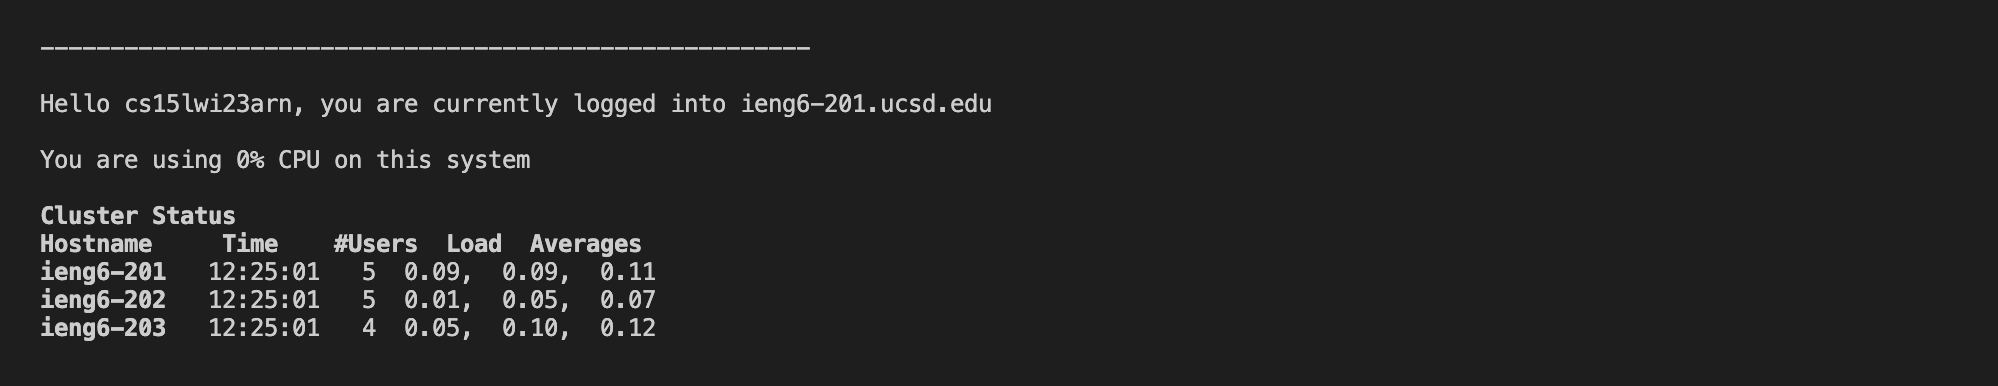 -------------------------------------------------------
Hello cs15lwi23arn, you are currently logged into ieng6-201.ucsd.edu
You are using 0% CPU on this system
Cluster Status
Hostname     Time    #Users  Load  Averages
ieng6-201   12:25:01   5  0.09,  0.09,  0.11
ieng6-202   12:25:01   5  0.01,  0.05,  0.07
ieng6-203   12:25:01   4  0.05,  0.10,  0.12